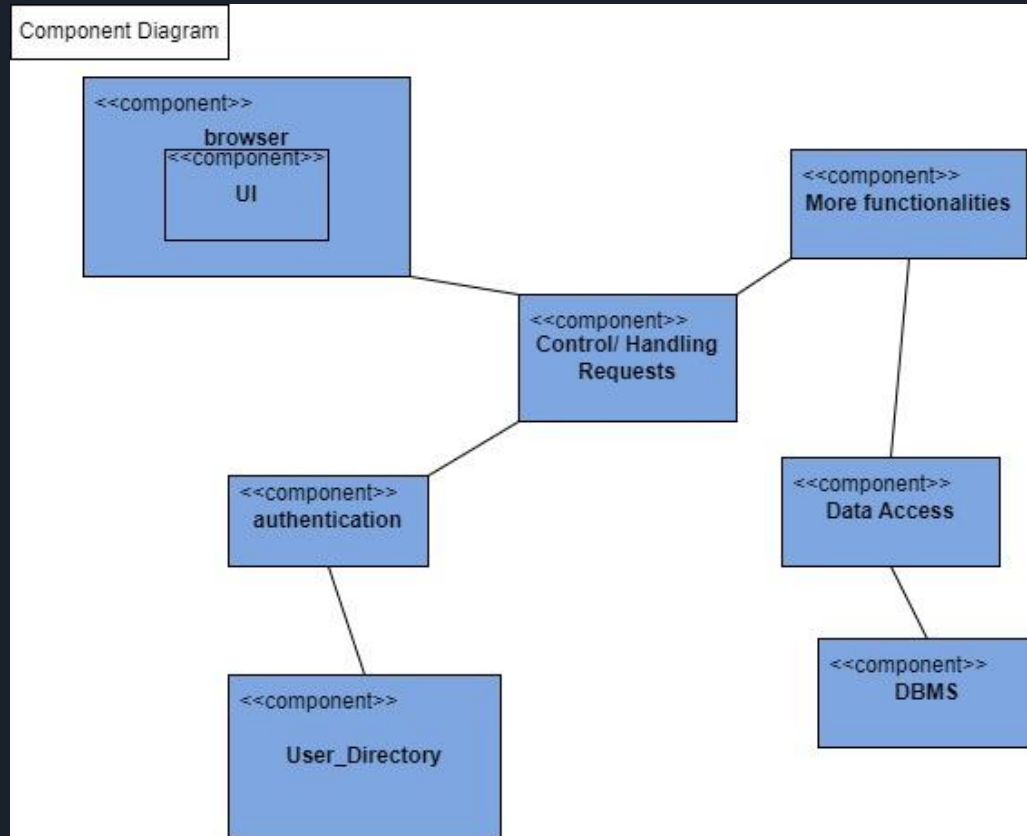 Component Diagram
<<component>>
browser
<<component>>
UI
<<component>>
More functionalities
<<component>>
Control/ Handling
Requests
<<component>>
authentication
<<component>>
Data Access
<<component>>
DBMS
<<component>>
User_Directory